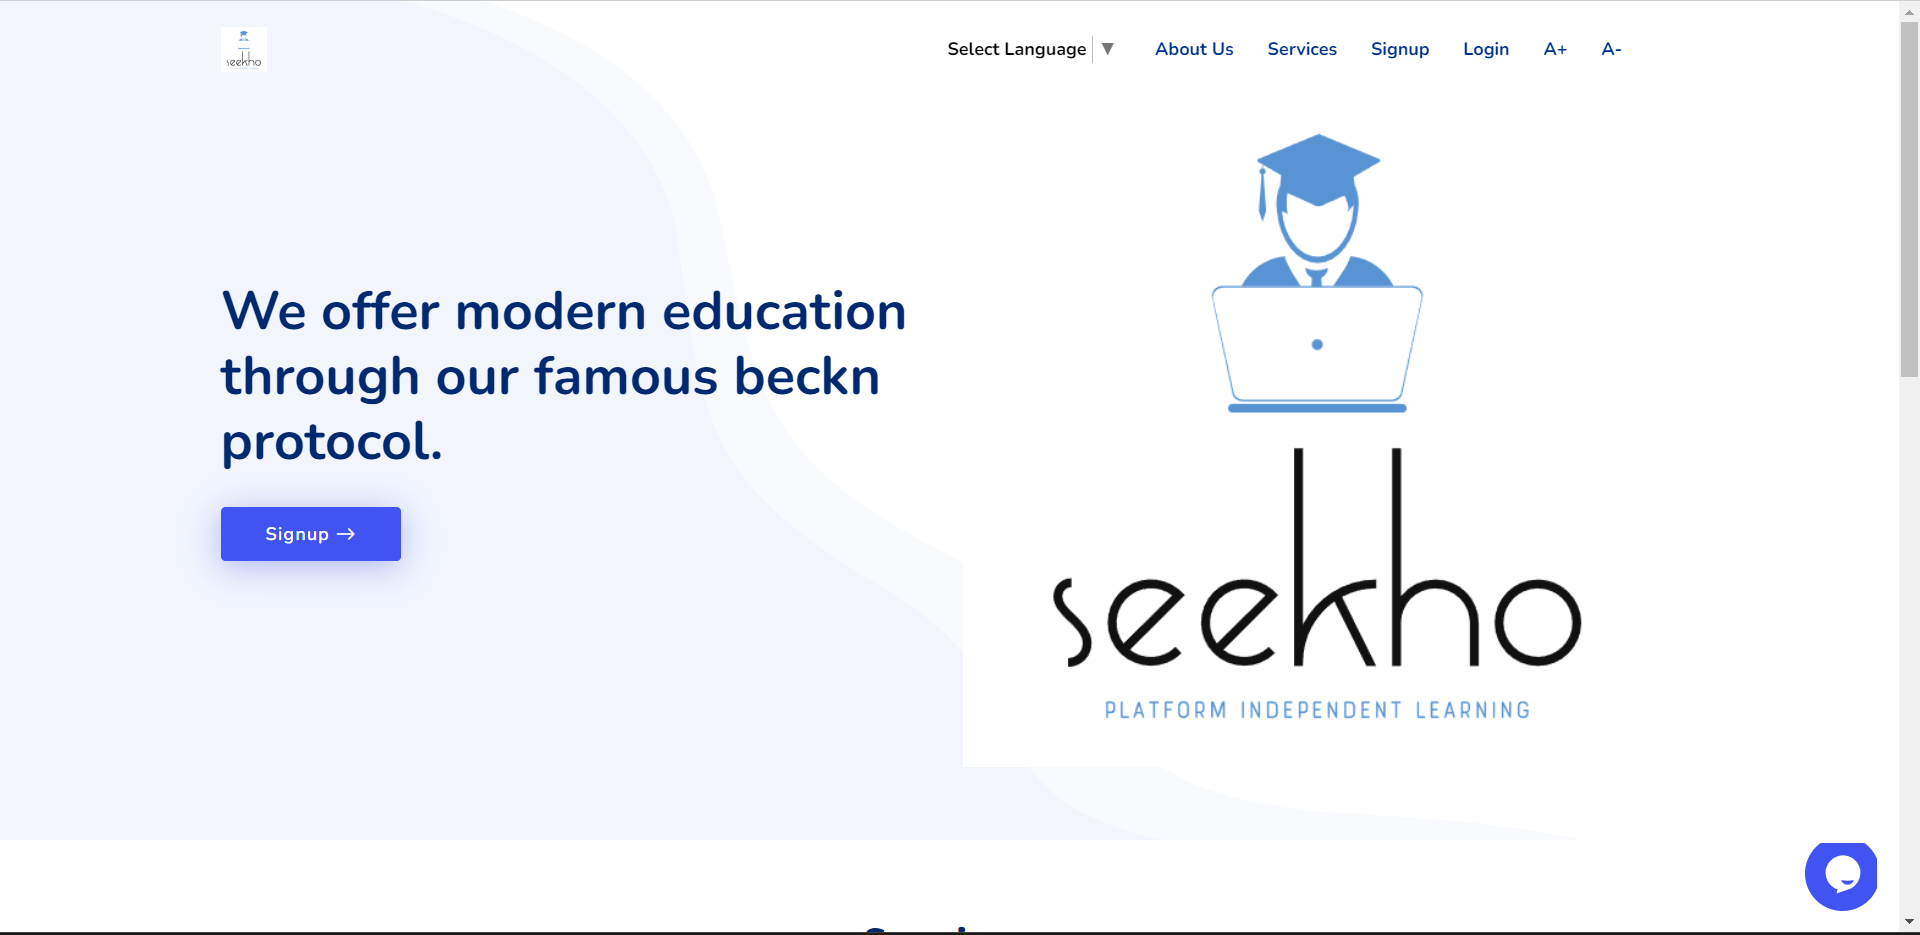 seekho
Select Language ▼ About Us Services Signup Login A+ A-
We offer modern education
through our famous beckn
protocol.
Signup →
seekho
PLATFORM INDEPENDENT LEARNING